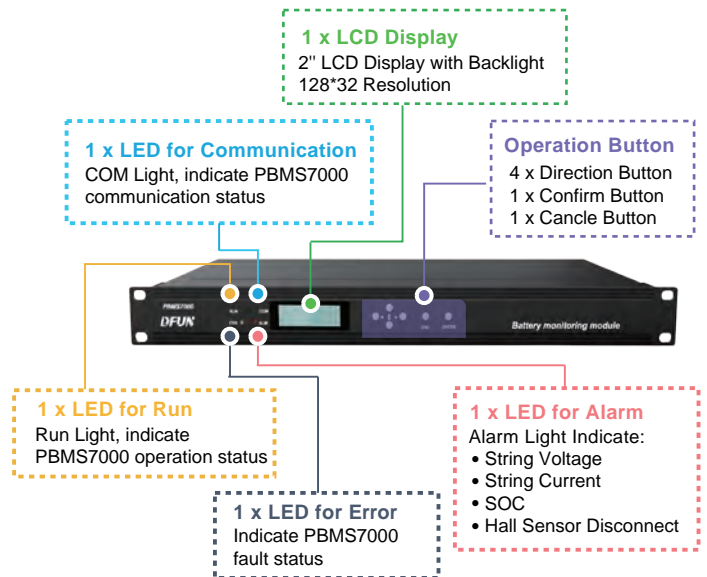 1 x LCD Display
2" LCD Display with Backlight
128*32 Resolution
1 x LED for Communication
COM Light, indicate PBMS7000
communication status
Operation Button
4 x Direction Button
1 x Confirm Button
1 x Cancle Button
PBMS7000
RUN
COM
DFUN
ERR
ALM
ESC
ENTER
Battery monitoring module
1 x LED for Run
Run Light, indicate
PBMS7000 operation status
1 x LED for Alarm
Alarm Light Indicate:
• String Voltage
• String Current
• SOC
• Hall Sensor Disconnect
1 x LED for Error
Indicate PBMS7000
fault status